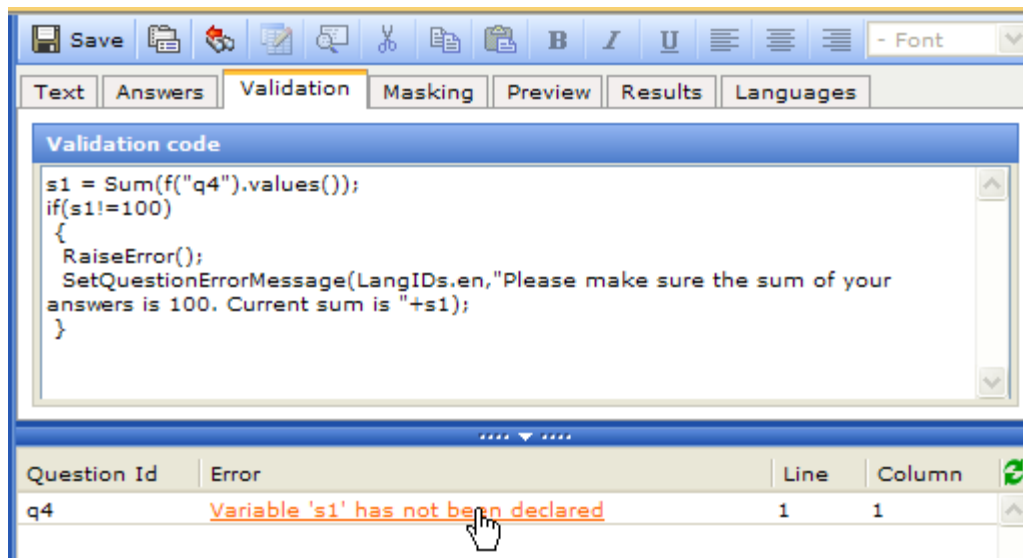 Save B I U - Font
Text Answers Validation Masking Preview Results Languages
Validation code
s1 = Sum(f("q4").values());
if(s1!=100)
{
RaiseError();
SetQuestionErrorMessage(LangIDs.en,"Please make sure the sum of your
answers is 100. Current sum is "+s1);
}
Question Id Error Line Column
q4 Variable 's1' has not been declared 1 1